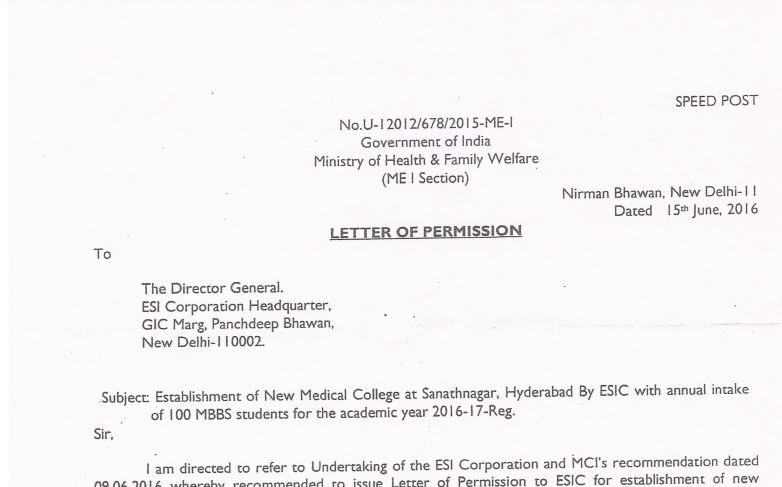 SPEED POST
No.U-12012/678/2015-ME-I
Government of India
Ministry of Health & Family Welfare
(ME I Section)
Nirman Bhawan, New Delhi-11
Dated 15th June, 2016
LETTER OF PERMISSION
To
The Director General.
ESI Corporation Headquarter,
GIC Marg, Panchdeep Bhawan,
New Delhi-110002.
Subject: Establishment of New Medical College at Sanathnagar, Hyderabad By ESIC with annual intake
of 100 MBBS students for the academic year 2016-17-Reg.
Sir,
I am directed to refer to Undertaking of the ESI Corporation and MCI's recommendation dated
09.06.2016 whereby recommended to issue Letter of Permission to ESIC for establishment of new